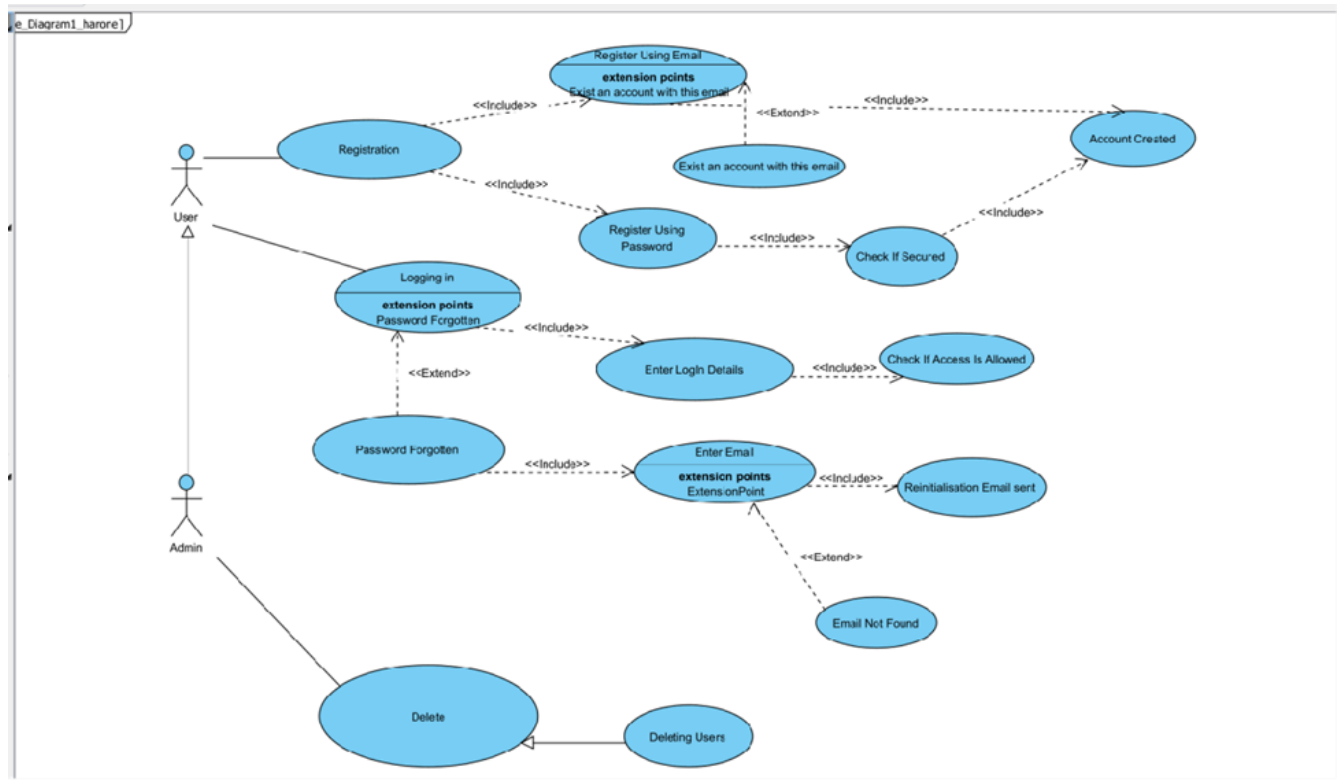 e_Diagram1_harore]
Register Using Email
extension points
Exist an account with this email
<<Include>>
<<Include>>
<<Extend>>
Registration
Account Created
Exist an account with this email
<<Include>>
User
<<Include>>
Register Using
Password
<<Include>>
Check If Secured
Logging in
extension points
Password Forgotten
<<Include>>
Check If Access Is Allowed
<<Extend>>
Enter LogIn Details
<<Include>>
Password Forgotten
<<Include>>
Enter Email
extension points
ExtensionPoint
<<Include>>
Reinitialisation Email sent
Admin
<<Extend>>
Email Not Found
Delete
Deleting Users